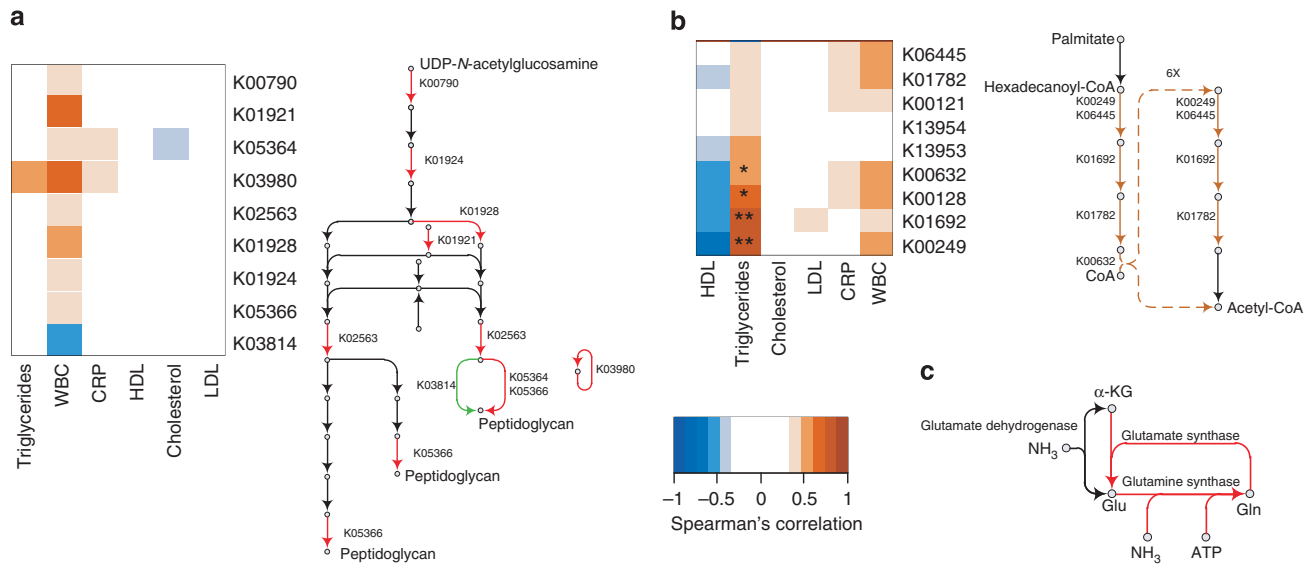 a
K00790
K01921
K05364
K03980
K02563
K01928
K01924
K05366
K03814
Triglycerides
WBC
CRP
HDL
Cholesterol
LDL
UDP-N-acetylglucosamine
K00790
K01924
K01928
K01921
K02563
K02563
K03814
K05364
K05366
K03980
Peptidoglycan
K05366
Peptidoglycan
K05366
Peptidoglycan
b
K06445
K01782
K00121
K13954
K13953
K00632
K00128
K01692
K00249
*
*
**
**
HDL
Triglycerides
Cholesterol
LDL
CRP
WBC
Palmitate
6X
Hexadecanoyl-CoA
K00249
K06445
K00249
K06445
K01692
K01692
K01782
K01782
K00632
CoA
Acetyl-CoA
–1
–0.5
0
0.5
1
Spearman's correlation
c
α-KG
Glutamate dehydrogenase
NH3
Glutamate synthase
Glutamine synthase
Glu
Gln
NH3
ATP